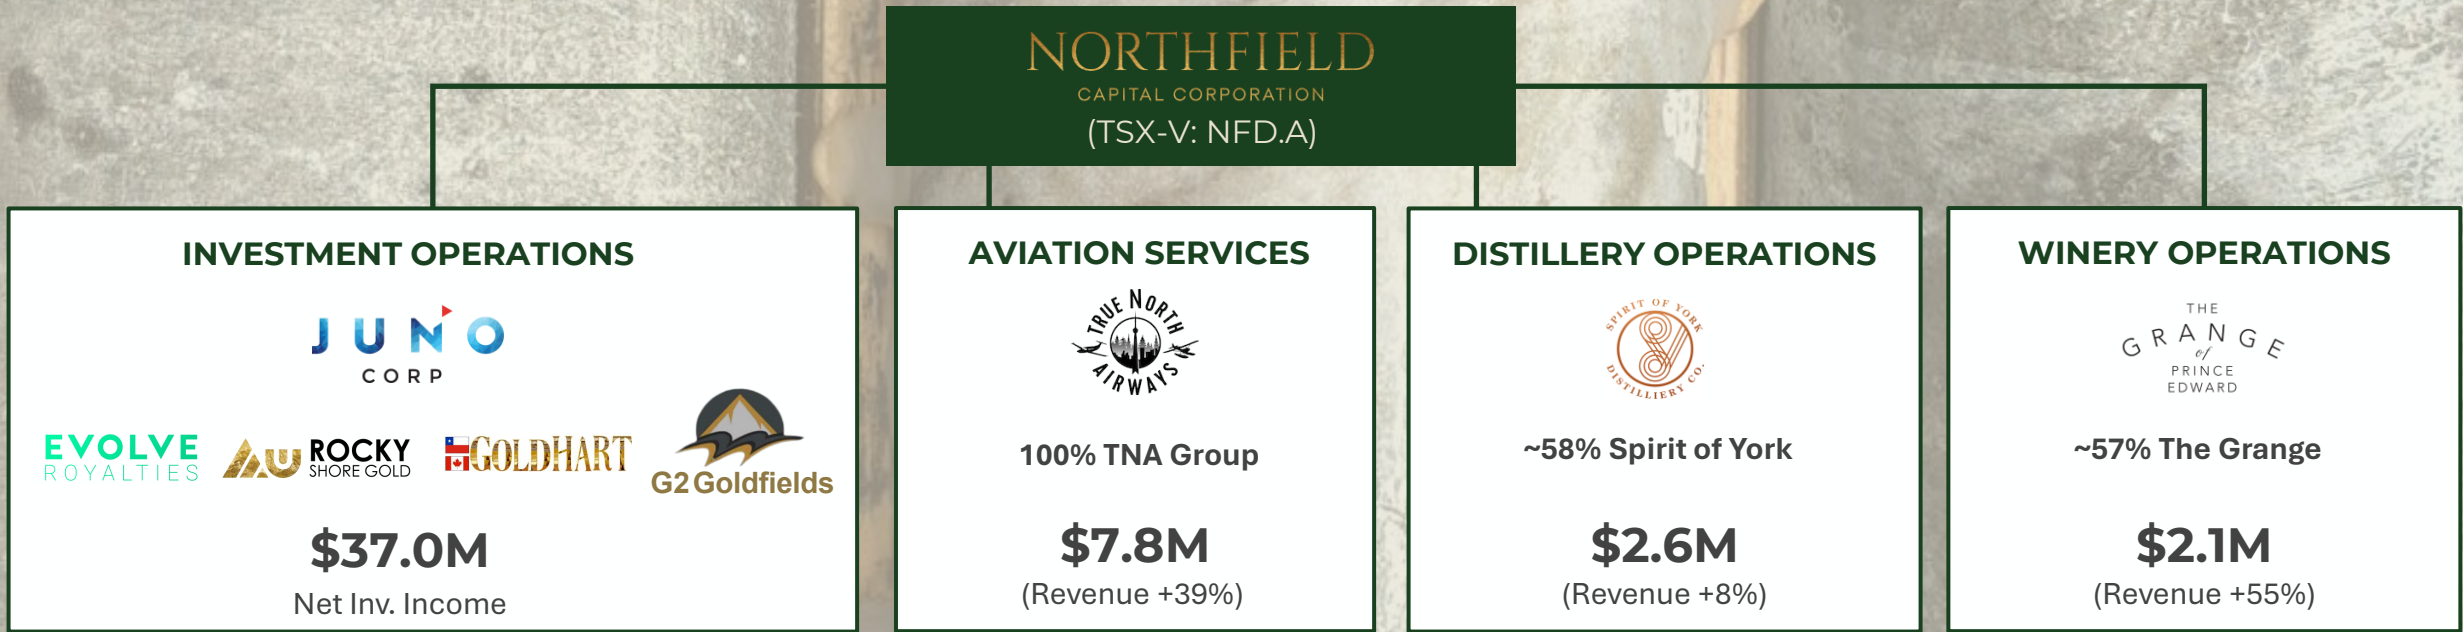 NORTHFIELD
CAPITAL CORPORATION
(TSX-V: NFD.A)
INVESTMENT OPERATIONS
JUNO
CORP
EVOLVE
ROYALTIES
AU ROCKY
SHORE GOLD
GOLDHART
G2 Goldfields
$37.0M
Net Inv. Income
AVIATION SERVICES
TRUE NORTH
AIRWAYS
100% TNA Group
$7.8M
(Revenue +39%)
DISTILLERY OPERATIONS
SPIRIT OF YORK
DISTILLIERY CO.
~58% Spirit of York
$2.6M
(Revenue +8%)
WINERY OPERATIONS
THE
GRANGE
of
PRINCE
EDWARD
~57% The Grange
$2.1M
(Revenue +55%)